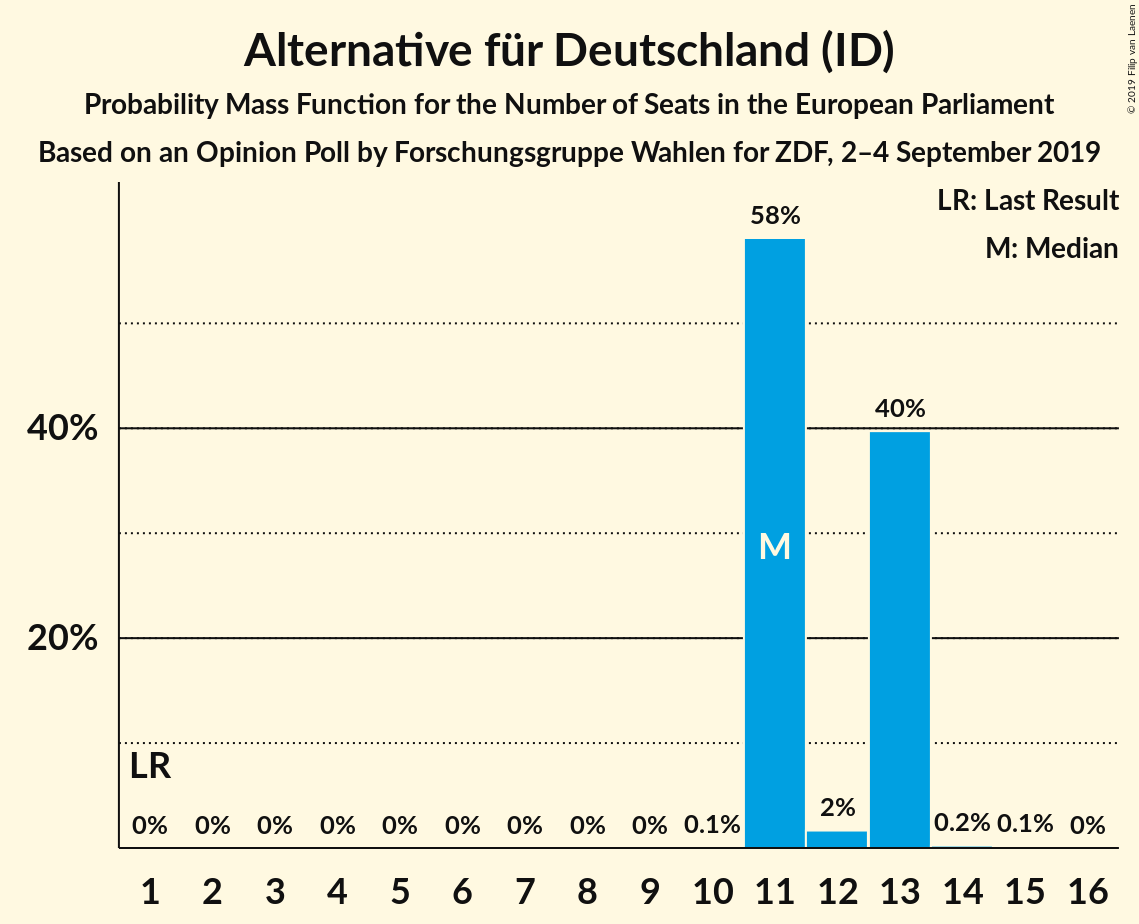 Alternative für Deutschland (ID)
Probability Mass Function for the Number of Seats in the European Parliament
Based on an Opinion Poll by Forschungsgruppe Wahlen for ZDF, 2–4 September 2019
© 2019 Filip van Laenen
LR: Last Result
M: Median
58%
40%
40%
M
20%
LR
0% 0% 0% 0% 0% 0% 0% 0% 0% 0.1% 2% 0.2% 0.1% 0%
1 2 3 4 5 6 7 8 9 10 11 12 13 14 15 16